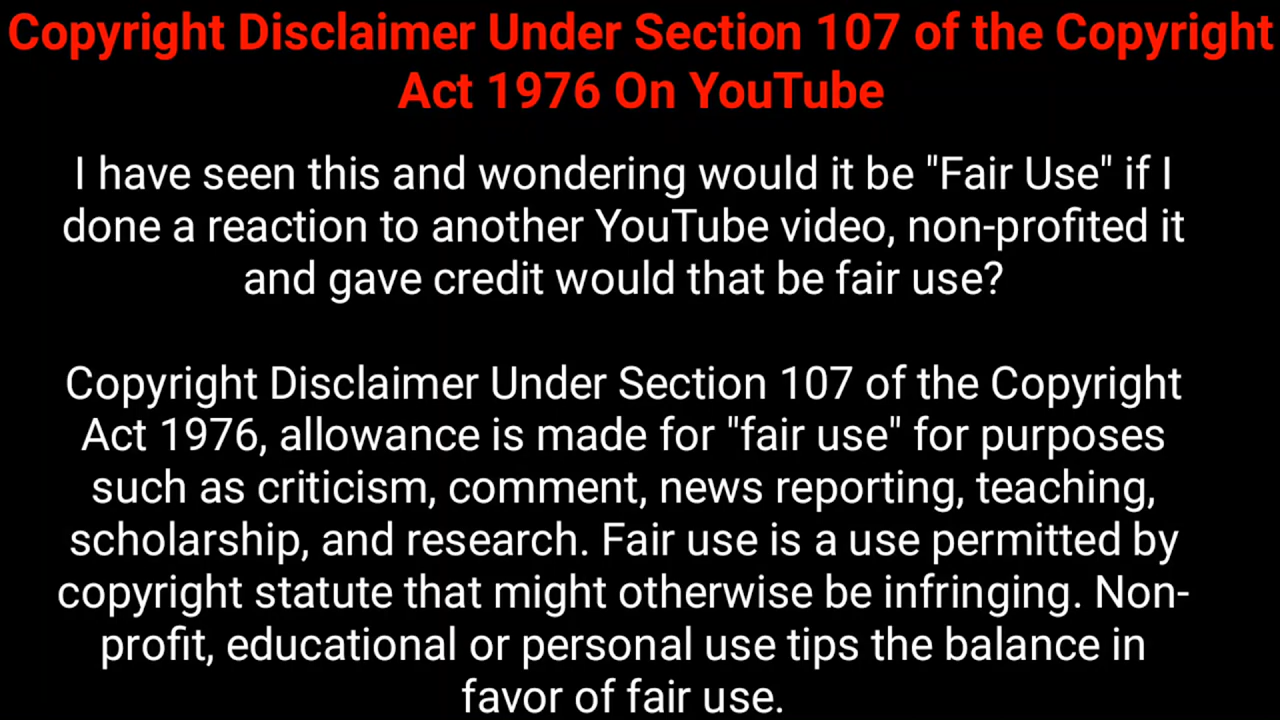 Copyright Disclaimer Under Section 107 of the Copyright
Act 1976 On YouTube
I have seen this and wondering would it be "Fair Use" if I
done a reaction to another YouTube video, non-profited it
and gave credit would that be fair use?
Copyright Disclaimer Under Section 107 of the Copyright
Act 1976, allowance is made for "fair use" for purposes
such as criticism, comment, news reporting, teaching,
scholarship, and research. Fair use is a use permitted by
copyright statute that might otherwise be infringing. Non-
profit, educational or personal use tips the balance in
favor of fair use.